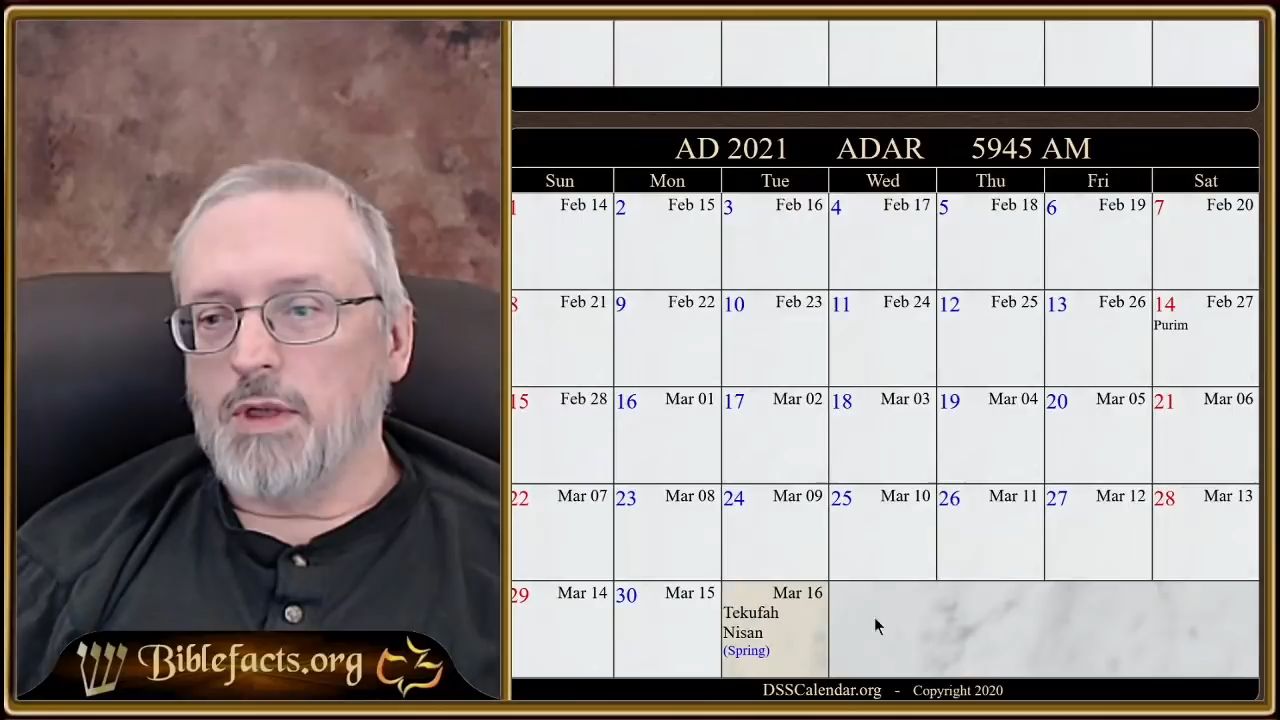 AD 2021 ADAR 5945 AM
Sun Mon Tue Wed Thu Fri Sat
1 Feb 14 2 Feb 15 3 Feb 16 4 Feb 17 5 Feb 18 6 Feb 19 7 Feb 20
8 Feb 21 9 Feb 22 10 Feb 23 11 Feb 24 12 Feb 25 13 Feb 26 14 Feb 27
Purim
15 Feb 28 16 Mar 01 17 Mar 02 18 Mar 03 19 Mar 04 20 Mar 05 21 Mar 06
22 Mar 07 23 Mar 08 24 Mar 09 25 Mar 10 26 Mar 11 27 Mar 12 28 Mar 13
29 Mar 14 30 Mar 15 Mar 16
Tekufah
Nisan
(Spring)
DSSCalendar.org - Copyright 2020
Biblefacts.org